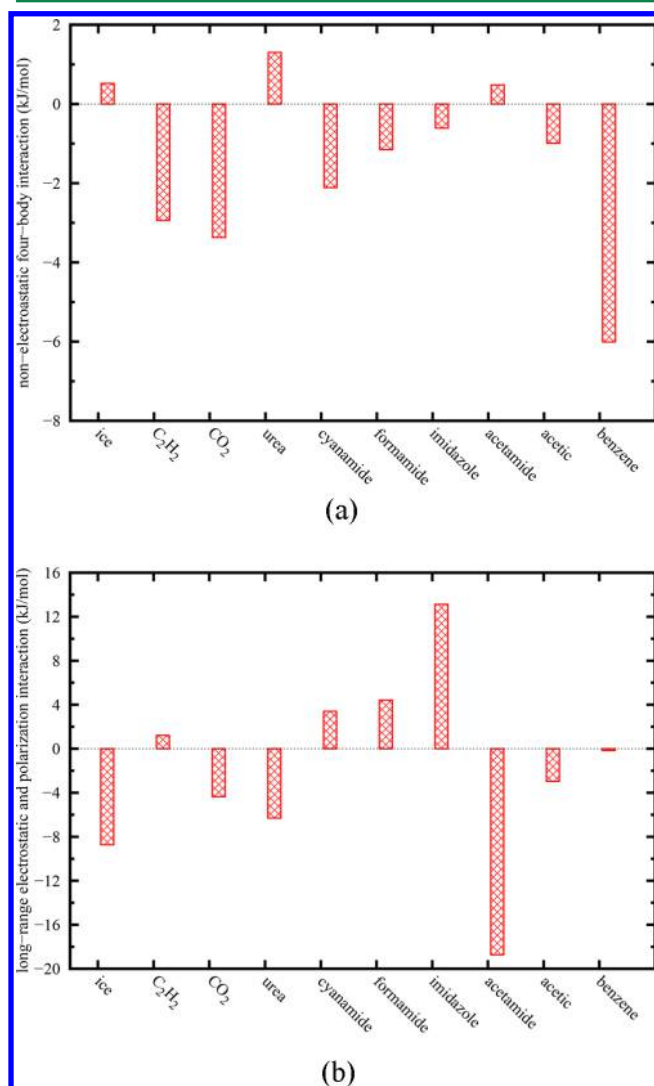 non−electroastatic four−body interaction (kJ/mol)
2
0
−2
−4
−6
−8
ice
C₂H₂
CO₂
urea
cyanamide
formamide
imidazole
acetamide
acetic
benzene
(a)
long−range electrostatic and polarization interaction (kJ/mol)
16
12
8
4
0
−4
−8
−12
−16
−20
ice
C₂H₂
CO₂
urea
cyanamide
formamide
imidazole
acetamide
acetic
benzene
(b)